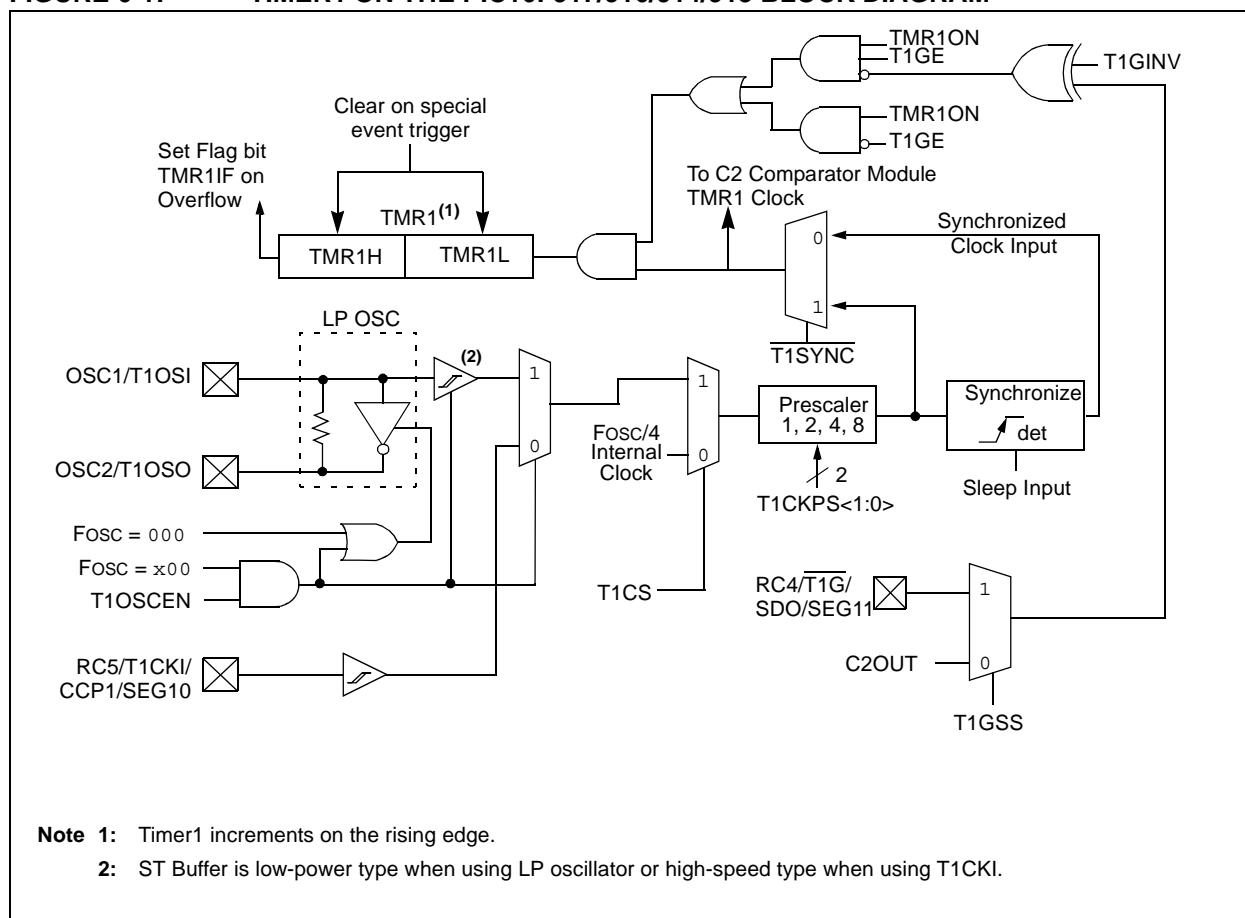 TMR1ON
T1GE
T1GINV
TMR1ON
T1GE
Clear on special
event trigger
Set Flag bit
TMR1IF on
Overflow
To C2 Comparator Module
TMR1 Clock
TMR1(1)
TMR1H
TMR1L
0
1
Synchronized
Clock Input
T1SYNC
LP OSC
(2)
OSC1/T1OSI
OSC2/T1OSO
1
0
1
0
FOSC/4
Internal
Clock
Prescaler
1, 2, 4, 8
2
T1CKPS<1:0>
Synchronize
det
Sleep Input
FOSC = 000
FOSC = x00
T1OSCEN
T1CS
RC4/T1G/
SDO/SEG11
1
0
C2OUT
T1GSS
RC5/T1CKI/
CCP1/SEG10
Note 1: Timer1 increments on the rising edge.
2: ST Buffer is low-power type when using LP oscillator or high-speed type when using T1CKI.